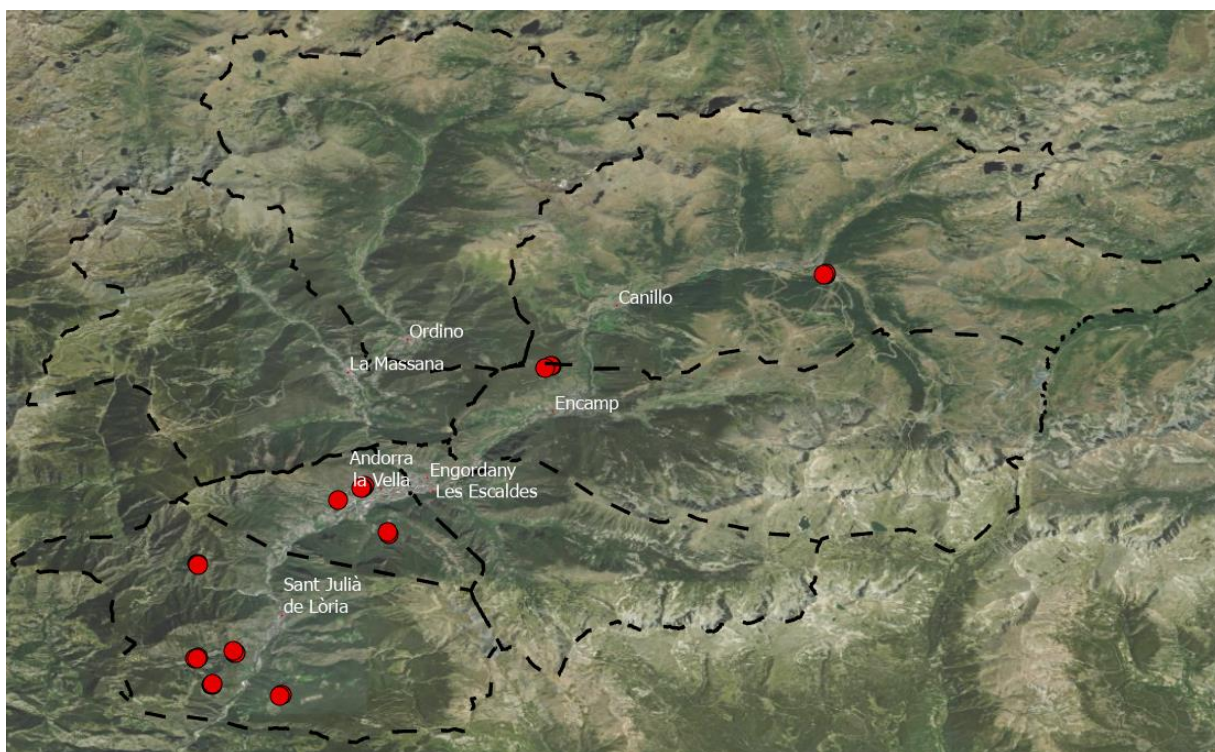 Canillo
Ordino
La Massana
Encamp
Andorra
la Vella
Engordany
Les Escaldes
Sant Julià
de Lòria